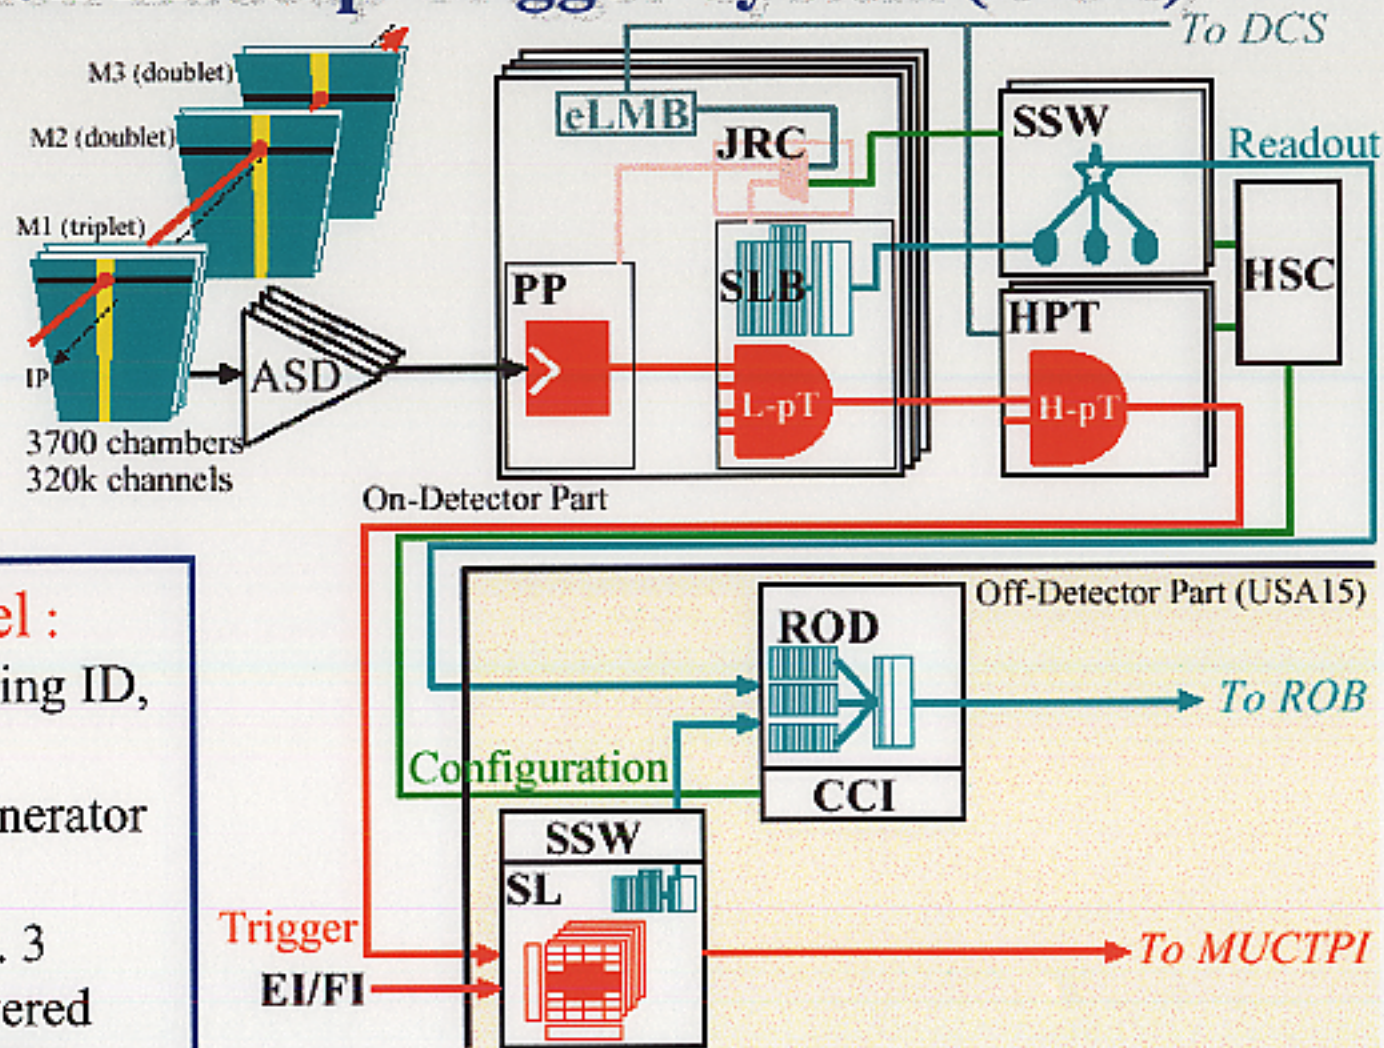 To DCS
M3 (doublet)
eLMB
SSW
M2 (doublet)
JRC
Readout
M1 (triplet)
PP
SLB
HSC
HPT
IP
ASD
L-pT
H-pT
3700 chambers
320k channels
On-Detector Part
Off-Detector Part (USA15)
el :
ROD
ing ID,
To ROB
Configuration
CCI
nerator
SSW
SL
Trigger
. 3
To MUCTPI
EI/FI
ered